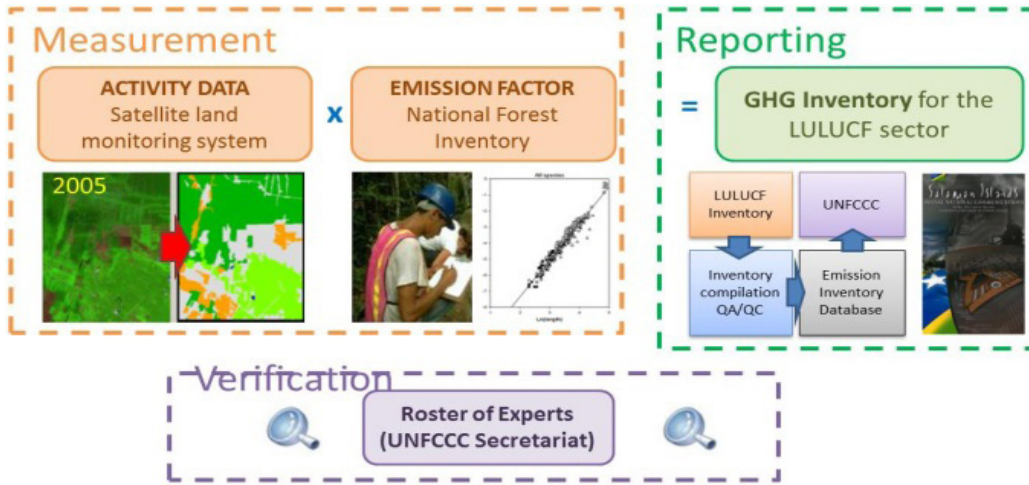 Measurement
ACTIVITY DATA
Satellite land
monitoring system
x
EMISSION FACTOR
National Forest
Inventory
2005
All species
Ln(length)
Reporting
=
GHG Inventory for the
LULUCF sector
LULUCF
Inventory
UNFCCC
Inventory
compilation
QA/QC
Emission
Inventory
Database
Solomon Islands
Verification
Roster of Experts
(UNFCCC Secretariat)